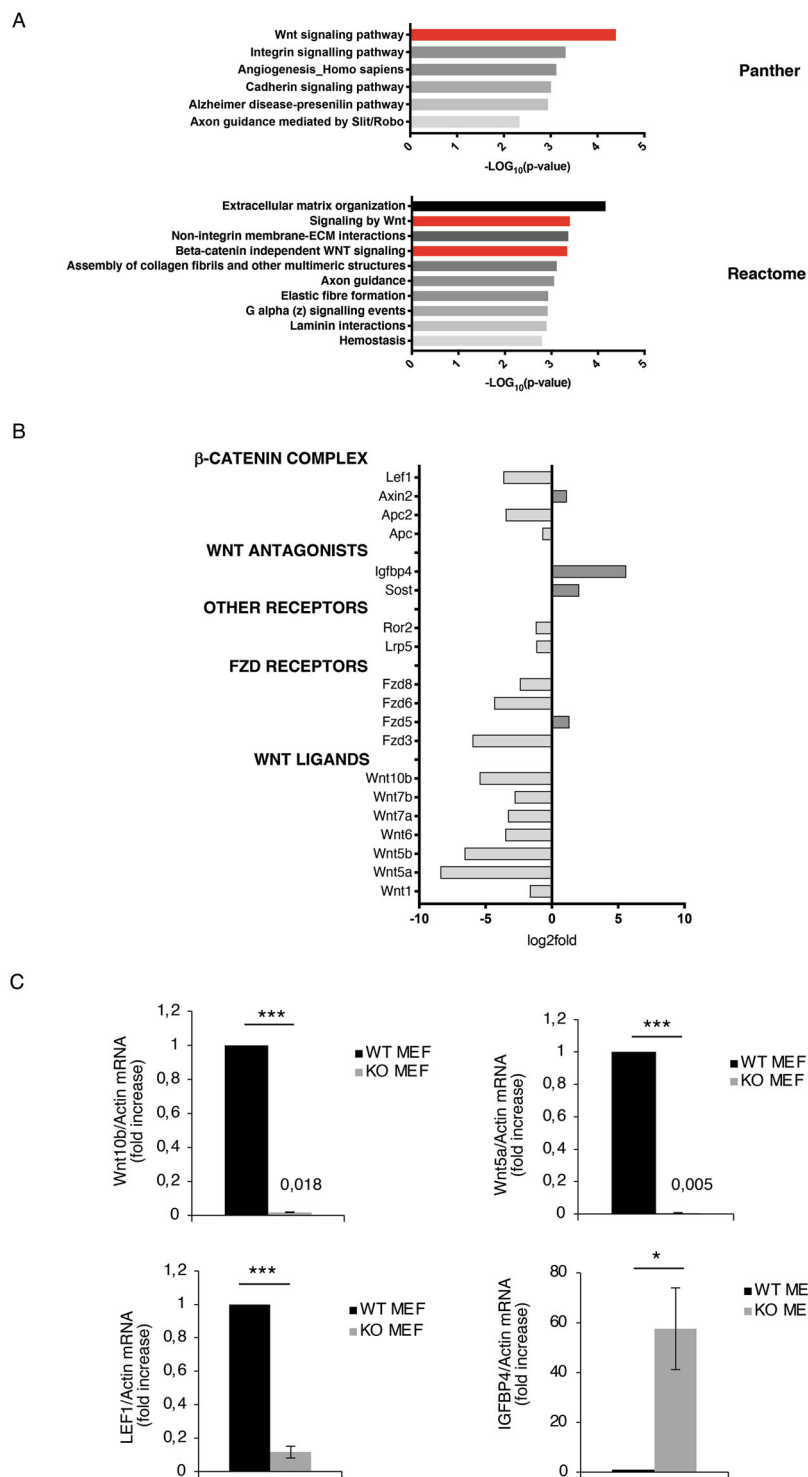 A
Wnt signaling pathway
Integrin signalling pathway
Angiogenesis_Homo sapiens
Cadherin signaling pathway
Alzheimer disease-presenilin pathway
Axon guidance mediated by Slit/Robo
0 1 2 3 4 5
-LOG10(p-value)
Panther
Extracellular matrix organization
Signaling by Wnt
Non-integrin membrane-ECM interactions
Beta-catenin independent WNT signaling
Assembly of collagen fibrils and other multimeric structures
Axon guidance
Elastic fibre formation
G alpha (z) signalling events
Laminin interactions
Hemostasis
0 1 2 3 4 5
-LOG10(p-value)
Reactome
B
β-CATENIN COMPLEX
Lef1
Axin2
Apc2
Apc
WNT ANTAGONISTS
Igfbp4
Sost
OTHER RECEPTORS
Ror2
Lrp5
FZD RECEPTORS
Fzd8
Fzd6
Fzd5
Fzd3
WNT LIGANDS
Wnt10b
Wnt7b
Wnt7a
Wnt6
Wnt5b
Wnt5a
Wnt1
-10 -5 0 5 10
log2fold
C
Wnt10b/Actin mRNA
(fold increase)
1,2
1
0,8
0,6
0,4
0,2
0
***
0,018
WT MEF
KO MEF
Wnt5a/Actin mRNA
(fold increase)
1,2
1
0,8
0,6
0,4
0,2
0
***
0,005
WT MEF
KO MEF
LEF1/Actin mRNA
(fold increase)
1,2
1
0,8
0,6
0,4
0,2
0
***
WT MEF
KO MEF
IGFBP4/Actin mRNA
(fold increase)
80
60
40
20
0
*
WT ME
KO ME